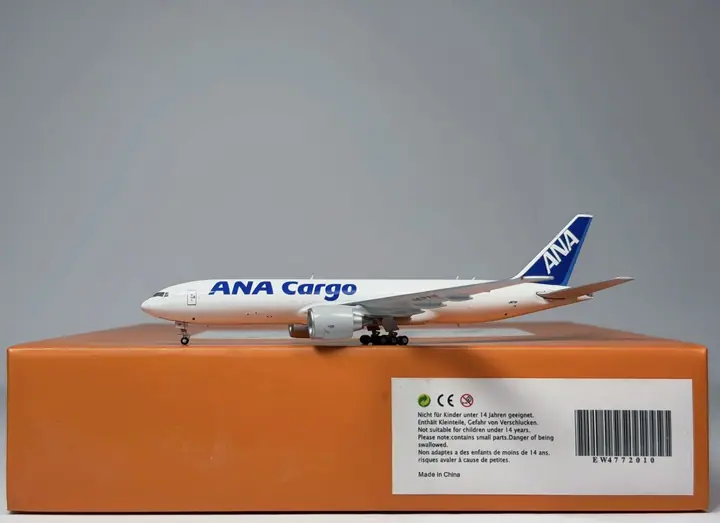 ANA
ANA Cargo
CE
Nicht für Kinder unter 14 Jahren geeignet.
Enthält Kleinteile, Gefahr von Verschlucken.
Not suitable for children under 14 years.
Please note:contains small parts.Danger of being
swallowed.
Non adaptes a des enfants de moins de 14 ans.
risques avaler à cause de petites.
Made in China
EW4772010